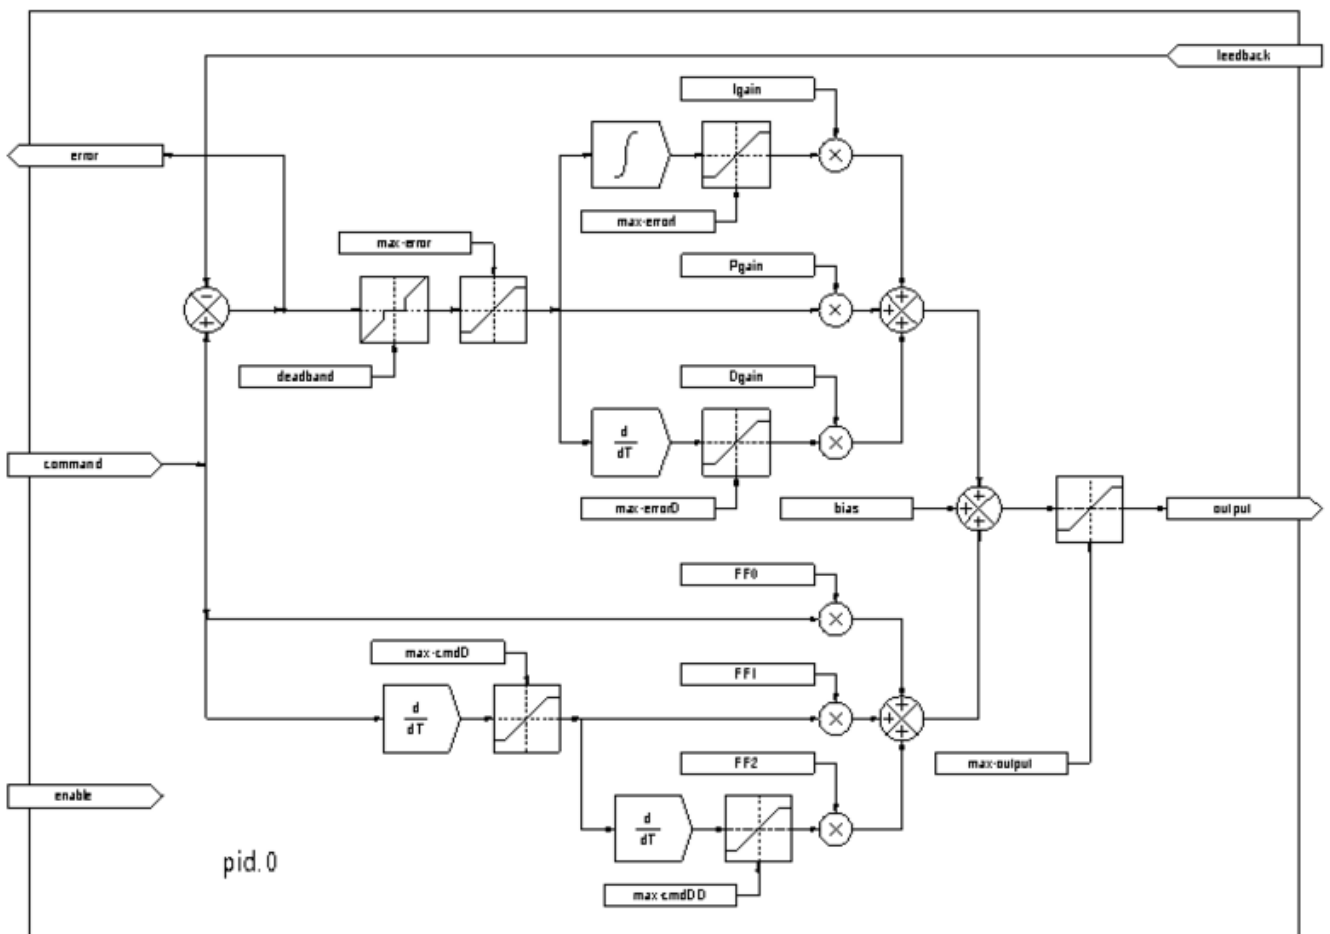 feedback
Igain
error
max-errorI
max-error
Pgain
deadband
Dgain
d
dT
command
max-errorD
bias
output
FF0
max-cmdD
FF1
d
dT
max-output
FF2
enable
d
dT
pid.0
max-cmdDD